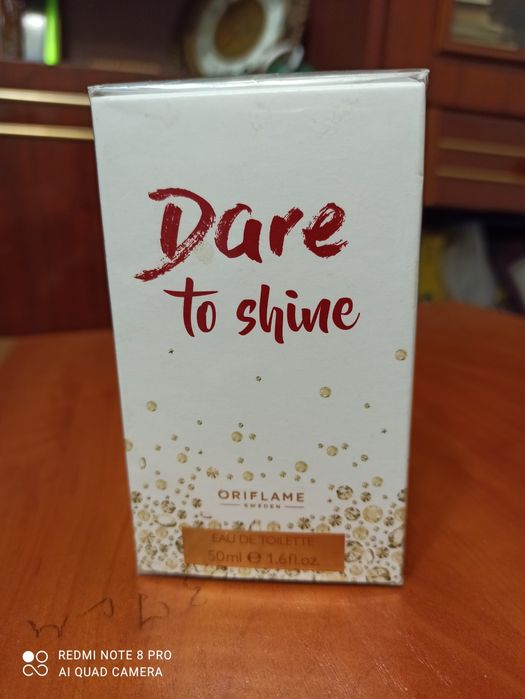 Dare
to shine
ORIFLAME
SWEDEN
EAU DE TOILETTE
50ml ℮ 1.6fl.oz.
REDMI NOTE 8 PRO
AI QUAD CAMERA